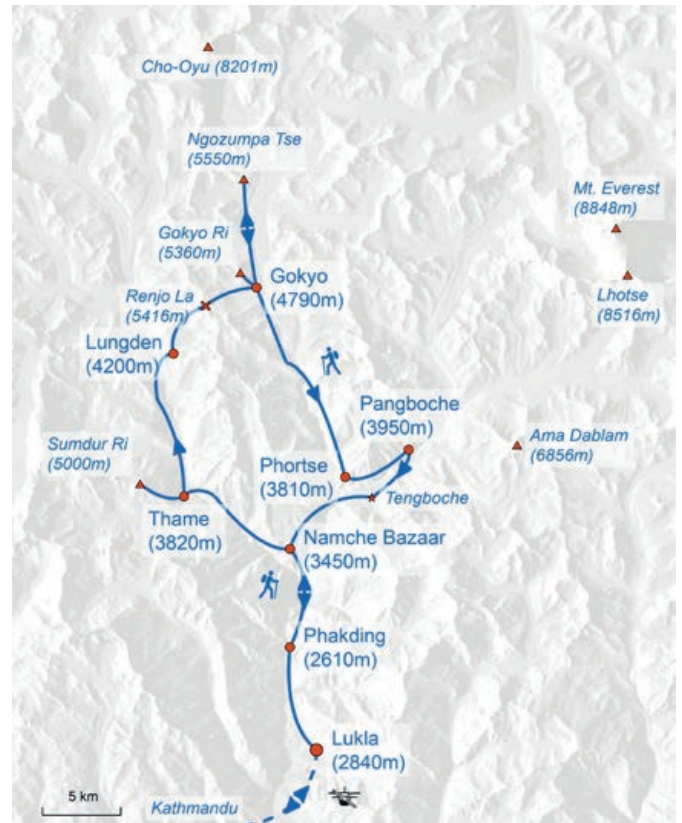 Cho-Oyu (8201m)
Ngozumpa Tse
(5550m)
Mt. Everest
(8848m)
Gokyo Ri
(5360m)
Gokyo
(4790m)
Lhotse
(8516m)
Renjo La
(5416m)
Lungden
(4200m)
Pangboche
(3950m)
Ama Dablam
(6856m)
Sumdur Ri
(5000m)
Phortse
(3810m)
Tengboche
Thame
(3820m)
Namche Bazaar
(3450m)
Phakding
(2610m)
Lukla
(2840m)
5 km
Kathmandu